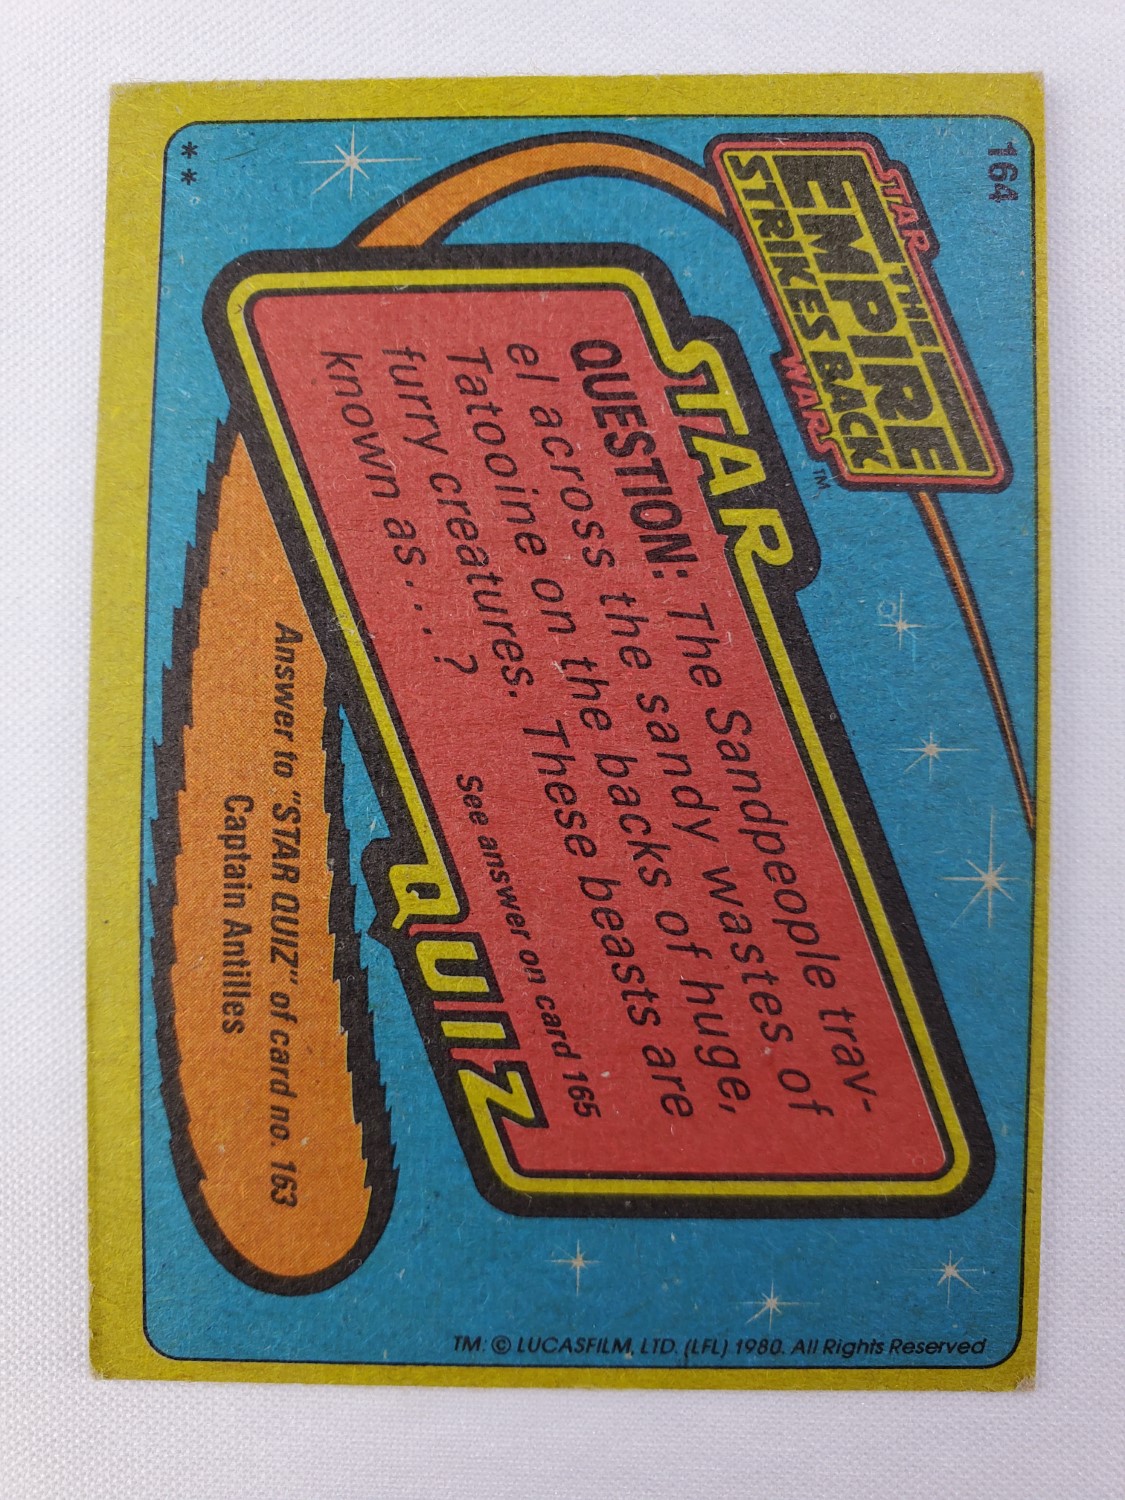 164
STAR
THE
EMPIRE
STRIKES BACK
WARS
TM
STAR
QUESTION: The Sandpeople trav-
el across the sandy wastes of
Tatooine on the backs of huge,
furry creatures. These beasts are
known as. . . ?
See answer on card 165
QUIZ
Answer to "STAR QUIZ" of card no. 163
Captain Antilles
**
TM: © LUCASFILM, LTD. (LFL) 1980. All Rights Reserved